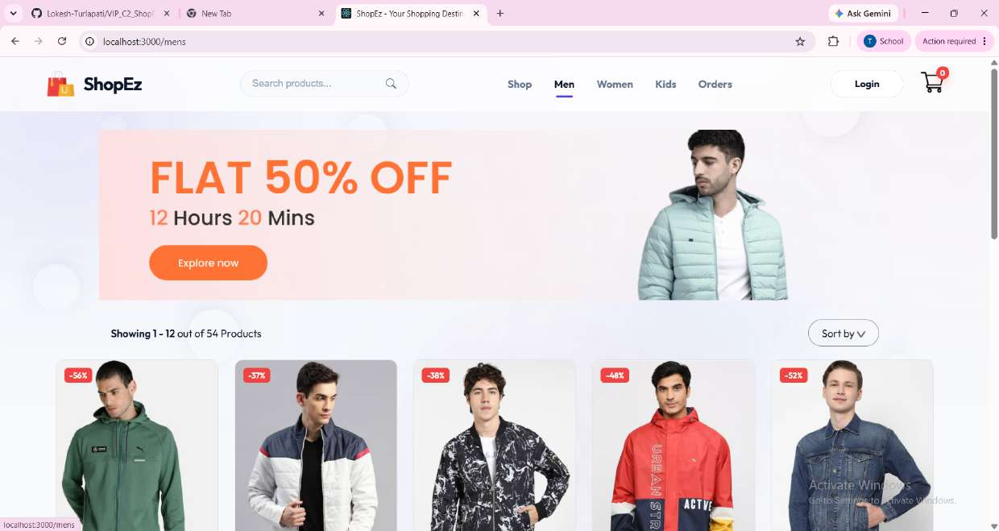 Lokesh-Turlapati/VIP_C2_Shop
New Tab
ShopEz - Your Shopping Destin
Ask Gemini
localhost:3000/mens
T
School
Action required
ShopEz
Search products...
Shop
Men
Women
Kids
Orders
Login
0
FLAT 50% OFF
12 Hours 20 Mins
Explore now
Showing 1 - 12 out of 54 Products
Sort by
-56%
-37%
-38%
-48%
-52%
URBAN STR
ACTIVE
Activate Windows
Go to Settings to Activate Windows.
localhost:3000/mens